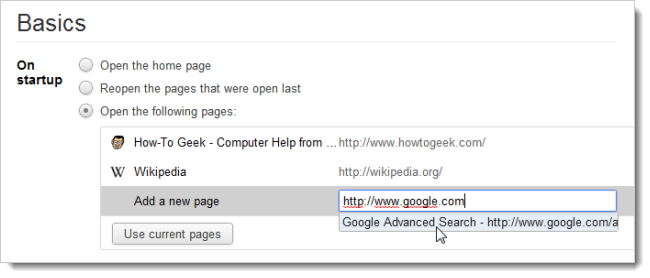 Basics
On startup
Open the home page
Reopen the pages that were open last
Open the following pages:
How-To Geek - Computer Help from ... http://www.howtogeek.com/
W Wikipedia http://wikipedia.org/
Add a new page http://www.google.com
Google Advanced Search - http://www.google.com/a
Use current pages